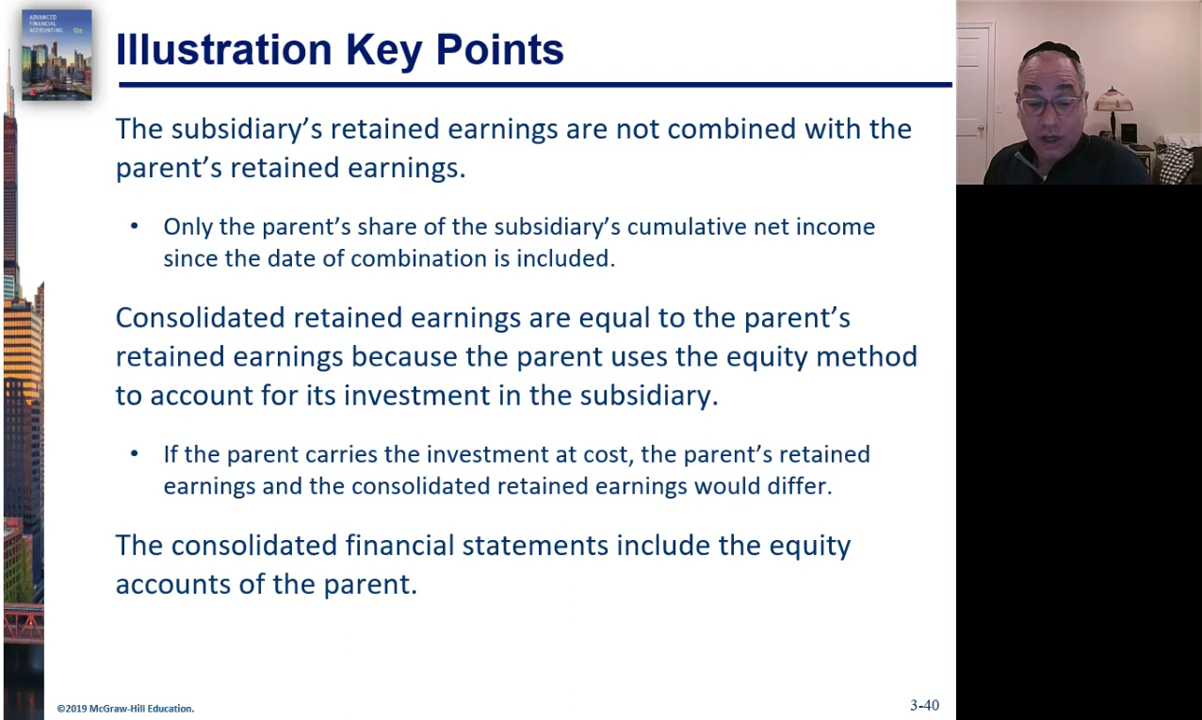 ADVANCED
FINANCIAL
ACCOUNTING
12e
Illustration Key Points
The subsidiary’s retained earnings are not combined with the
parent’s retained earnings.
• Only the parent’s share of the subsidiary’s cumulative net income
since the date of combination is included.
Consolidated retained earnings are equal to the parent’s
retained earnings because the parent uses the equity method
to account for its investment in the subsidiary.
• If the parent carries the investment at cost, the parent’s retained
earnings and the consolidated retained earnings would differ.
The consolidated financial statements include the equity
accounts of the parent.
©2019 McGraw-Hill Education.
3-40